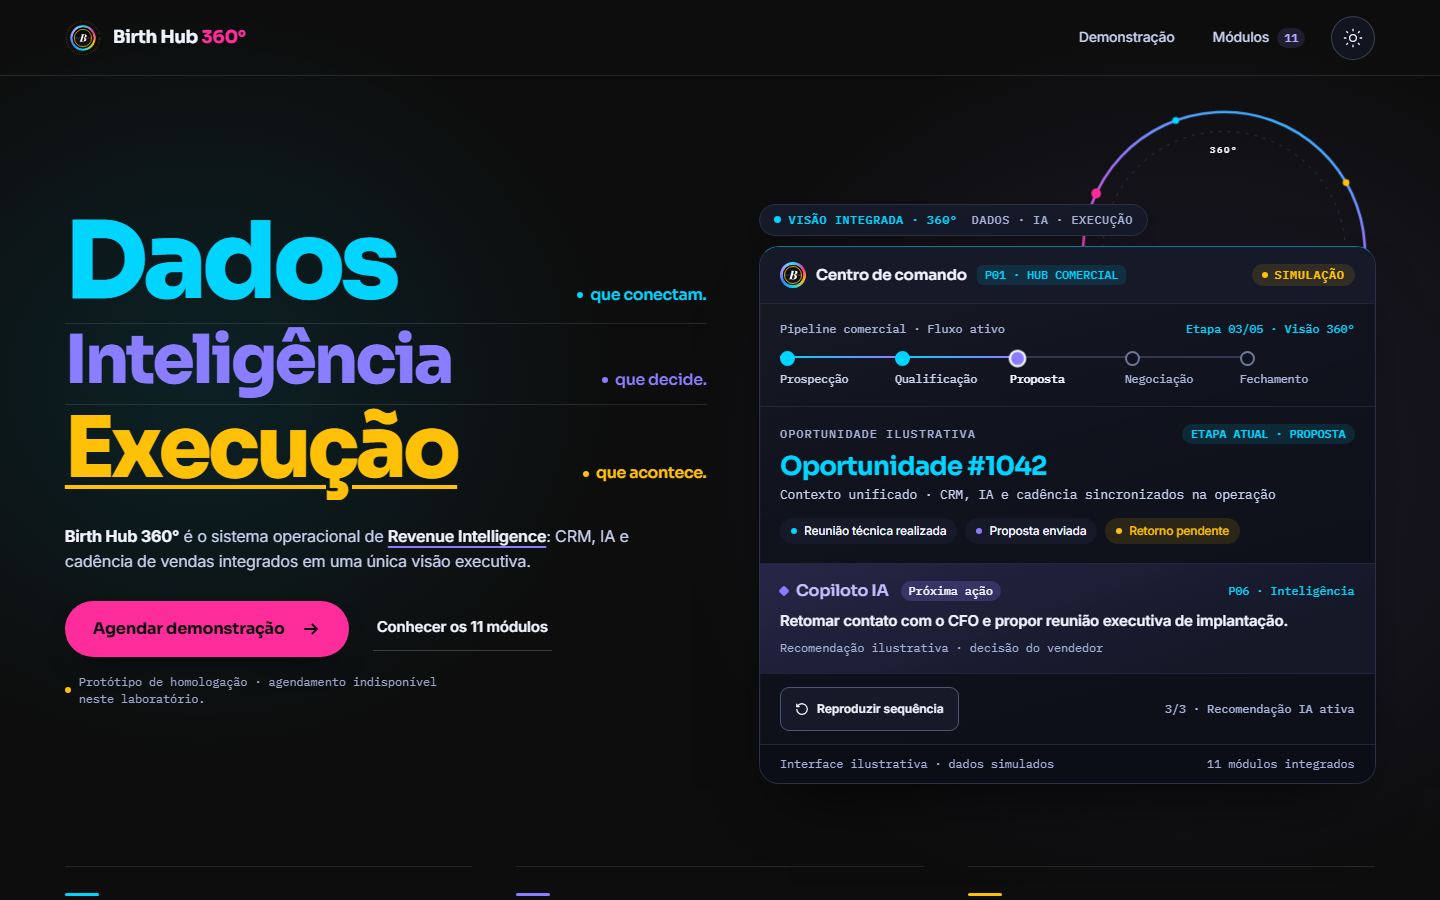 Birth Hub 360°
Demonstração
Módulos 11
360°
Dados
que conectam.
Inteligência
que decide.
Execução
que acontece.
Birth Hub 360° é o sistema operacional de Revenue Intelligence: CRM, IA e
cadência de vendas integrados em uma única visão executiva.
Agendar demonstração →
Conhecer os 11 módulos
Protótipo de homologação · agendamento indisponível
neste laboratório.
VISÃO INTEGRADA · 360° DADOS · IA · EXECUÇÃO
B Centro de comando P01 · HUB COMERCIAL SIMULAÇÃO
Pipeline comercial · Fluxo ativo Etapa 03/05 · Visão 360°
Prospecção Qualificação Proposta Negociação Fechamento
OPORTUNIDADE ILUSTRATIVA ETAPA ATUAL · PROPOSTA
Oportunidade #1042
Contexto unificado · CRM, IA e cadência sincronizados na operação
Reunião técnica realizada Proposta enviada Retorno pendente
Copiloto IA Próxima ação P06 · Inteligência
Retomar contato com o CFO e propor reunião executiva de implantação.
Recomendação ilustrativa · decisão do vendedor
Reproduzir sequência 3/3 · Recomendação IA ativa
Interface ilustrativa · dados simulados 11 módulos integrados